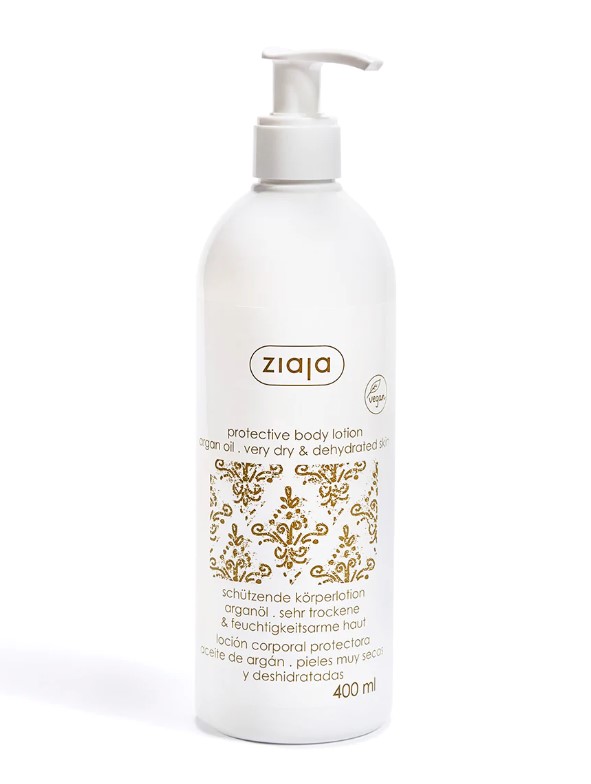 ziaja
vegan
protective body lotion
argan oil . very dry & dehydrated skin
schützende körperlotion
arganöl . sehr trockene
& feuchtigkeitsarme haut
loción corporal protectora
aceite de argán . pieles muy secas
y deshidratadas
400 ml